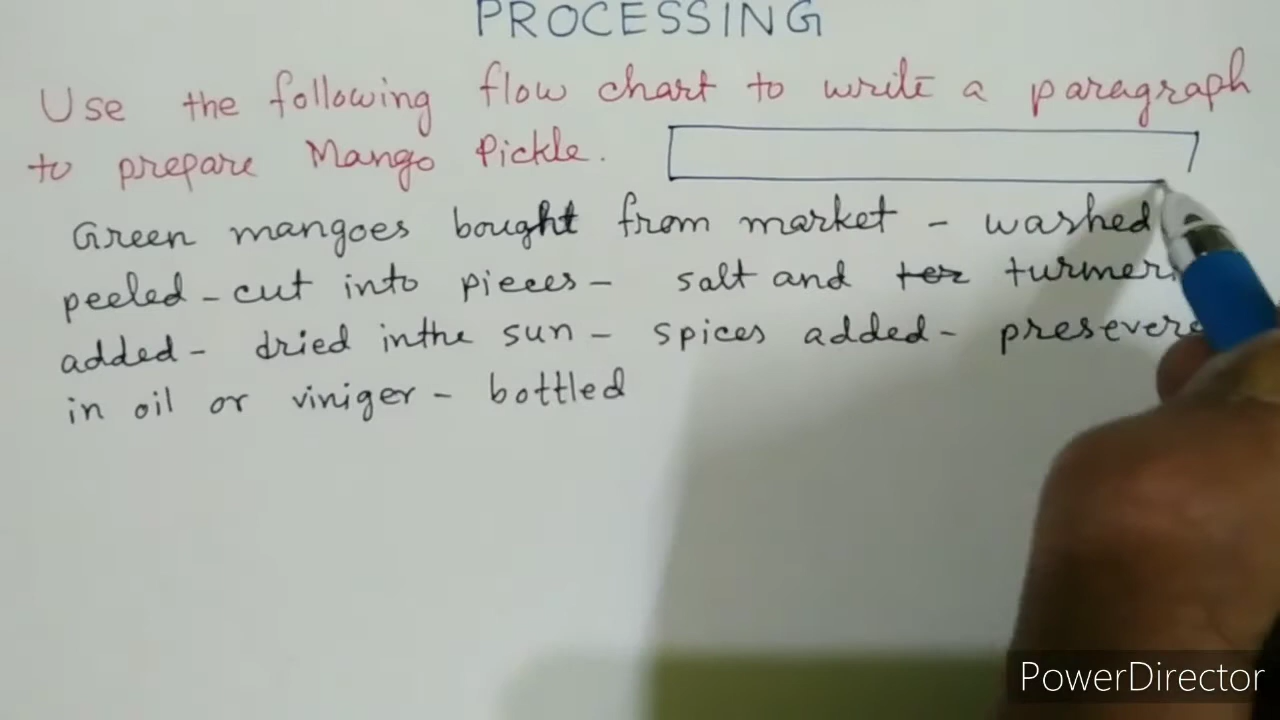 PROCESSING
Use the following flow chart to write a paragraph
to prepare Mango Pickle.
Green mangoes bought from market - washed
peeled - cut into pieces - salt and ter turmeri
added - dried in the sun - spices added - presevere
in oil or viniger - bottled
PowerDirector